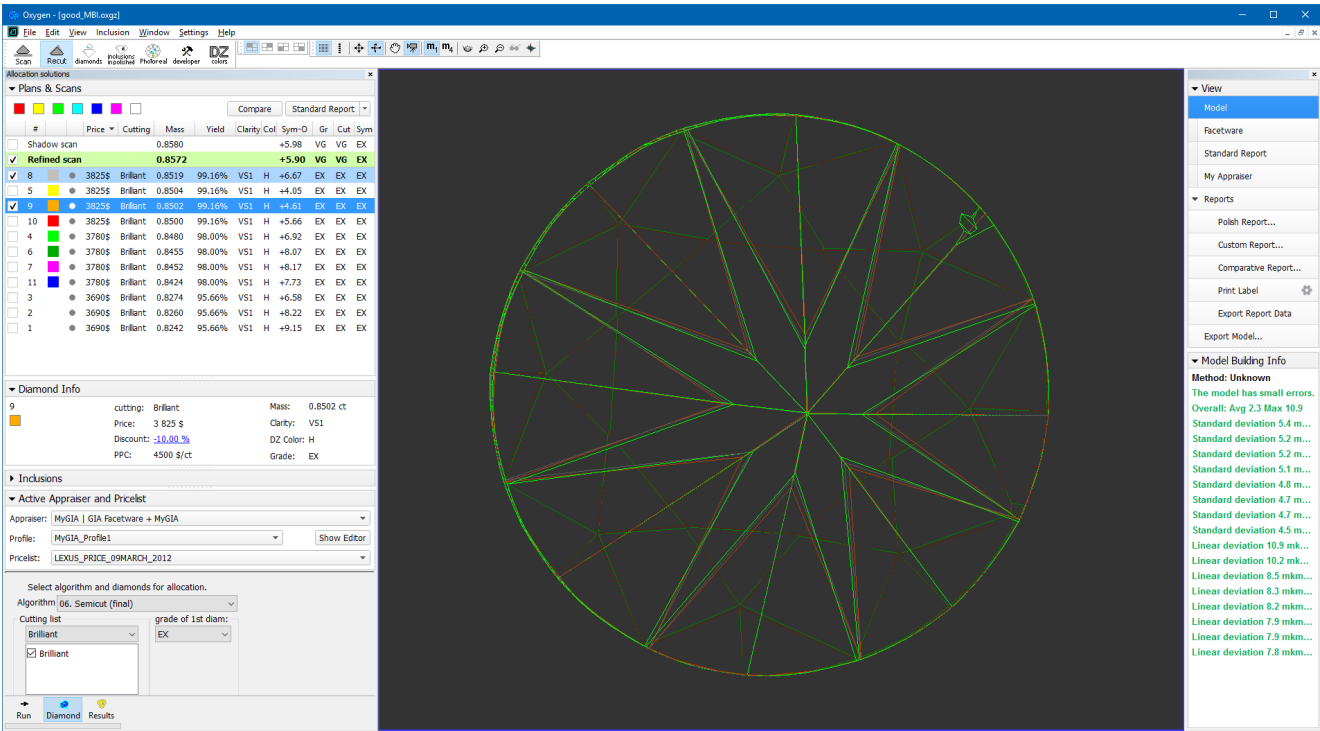 Oxygen - [good_MBI.oxgz]
File Edit View Inclusion Window Settings Help
Scan Recut diamonds inclusions in polished Photoreal developer DZ colors m1 m4
Allocation solutions
Plans & Scans
Compare Standard Report
# Price Cutting Mass Yield Clarity Col Sym-O Gr Cut Sym
Shadow scan 0.8580 +5.98 VG VG EX
Refined scan 0.8572 +5.90 VG VG EX
8 3825$ Brilliant 0.8519 99.16% VS1 H +6.67 EX EX EX
5 3825$ Brilliant 0.8504 99.16% VS1 H +4.05 EX EX EX
9 3825$ Brilliant 0.8502 99.16% VS1 H +4.61 EX EX EX
10 3825$ Brilliant 0.8500 99.16% VS1 H +5.66 EX EX EX
4 3780$ Brilliant 0.8480 98.00% VS1 H +6.92 EX EX EX
6 3780$ Brilliant 0.8455 98.00% VS1 H +8.07 EX EX EX
7 3780$ Brilliant 0.8452 98.00% VS1 H +8.17 EX EX EX
11 3780$ Brilliant 0.8424 98.00% VS1 H +7.73 EX EX EX
3 3690$ Brilliant 0.8274 95.66% VS1 H +6.58 EX EX EX
2 3690$ Brilliant 0.8260 95.66% VS1 H +8.22 EX EX EX
1 3690$ Brilliant 0.8242 95.66% VS1 H +9.15 EX EX EX
Diamond Info
9 cutting: Brilliant Mass: 0.8502 ct
Price: 3 825 $ Clarity: VS1
Discount: -10.00 % DZ Color: H
PPC: 4500 $/ct Grade: EX
Inclusions
Active Appraiser and Pricelist
Appraiser: MyGIA | GIA Facetware + MyGIA
Profile: MyGIA_Profile1 Show Editor
Pricelist: LEXUS_PRICE_09MARCH_2012
Select algorithm and diamonds for allocation.
Algorithm 06. Semicut (final)
Cutting list grade of 1st diam:
Brilliant EX
Brilliant
Run Diamond Results
View
Model
Facetware
Standard Report
My Appraiser
Reports
Polish Report...
Custom Report...
Comparative Report...
Print Label
Export Report Data
Export Model...
Model Building Info
Method: Unknown
The model has small errors.
Overall: Avg 2.3 Max 10.9
Standard deviation 5.4 m...
Standard deviation 5.2 m...
Standard deviation 5.2 m...
Standard deviation 5.1 m...
Standard deviation 4.8 m...
Standard deviation 4.7 m...
Standard deviation 4.7 m...
Standard deviation 4.5 m...
Linear deviation 10.9 mk...
Linear deviation 10.2 mk...
Linear deviation 8.5 mkm...
Linear deviation 8.3 mkm...
Linear deviation 8.2 mkm...
Linear deviation 7.9 mkm...
Linear deviation 7.9 mkm...
Linear deviation 7.8 mkm...